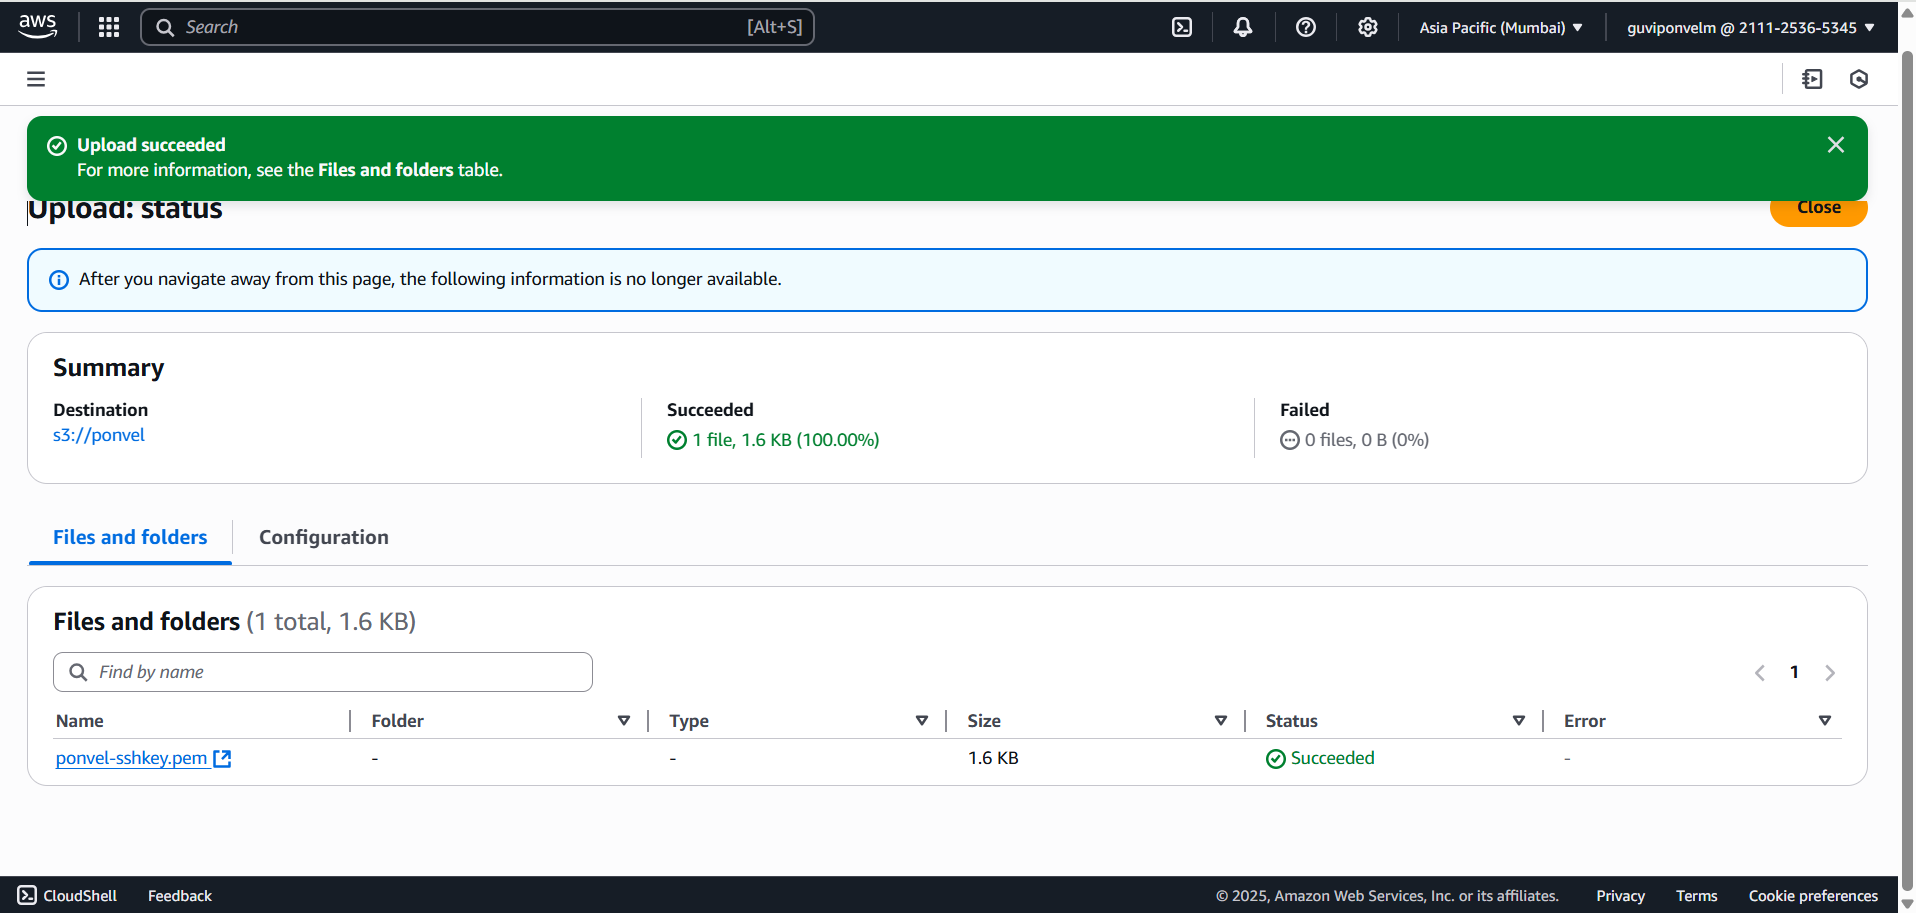 aws
Search [Alt+S]
Asia Pacific (Mumbai)
guviponvelm @ 2111-2536-5345
Upload succeeded
For more information, see the Files and folders table.
Upload: status
Close
After you navigate away from this page, the following information is no longer available.
Summary
Destination
s3://ponvel
Succeeded
1 file, 1.6 KB (100.00%)
Failed
0 files, 0 B (0%)
Files and folders
Configuration
Files and folders (1 total, 1.6 KB)
Find by name
1
Name Folder Type Size Status Error
ponvel-sshkey.pem - - 1.6 KB Succeeded -
CloudShell Feedback © 2025, Amazon Web Services, Inc. or its affiliates. Privacy Terms Cookie preferences